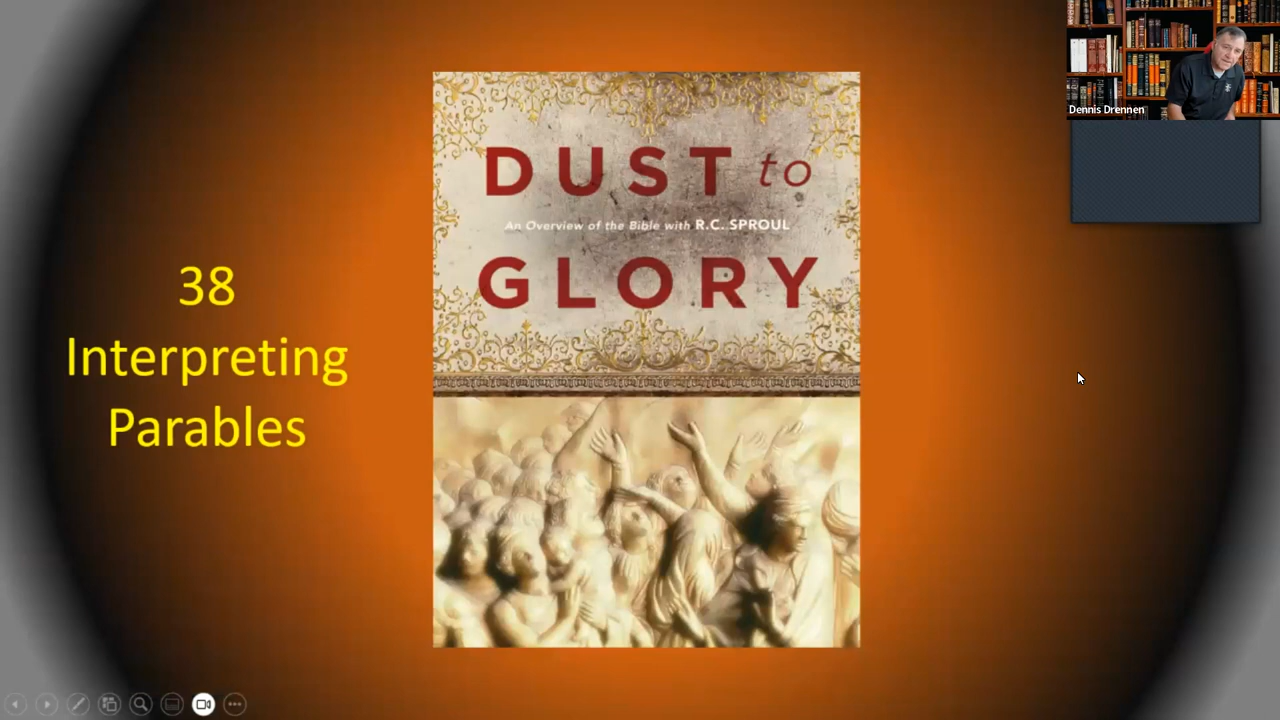 38
Interpreting
Parables
DUST to
An Overview of the Bible with R.C. SPROUL
GLORY
Dennis Drennen